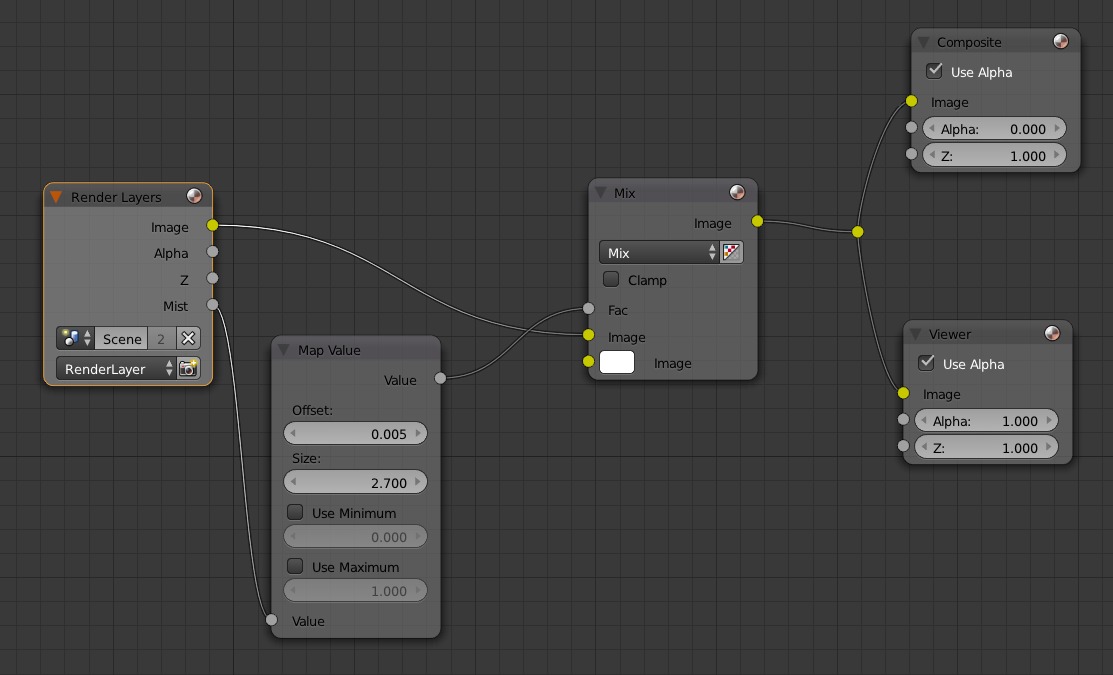 Render Layers
Image
Alpha
Z
Mist
Scene 2
RenderLayer
Map Value
Value
Offset:
0.005
Size:
2.700
Use Minimum
0.000
Use Maximum
1.000
Value
Mix
Image
Mix
Clamp
Fac
Image
Image
Composite
Use Alpha
Image
Alpha: 0.000
Z: 1.000
Viewer
Use Alpha
Image
Alpha: 1.000
Z: 1.000